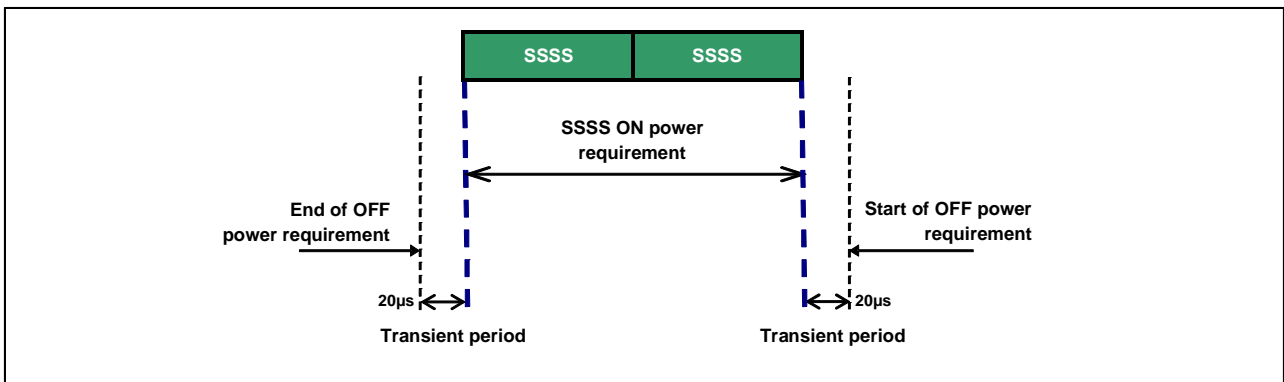 SSSS SSSS
SSSS ON power
requirement
End of OFF
power requirement
Start of OFF power
requirement
20µs
20µs
Transient period
Transient period